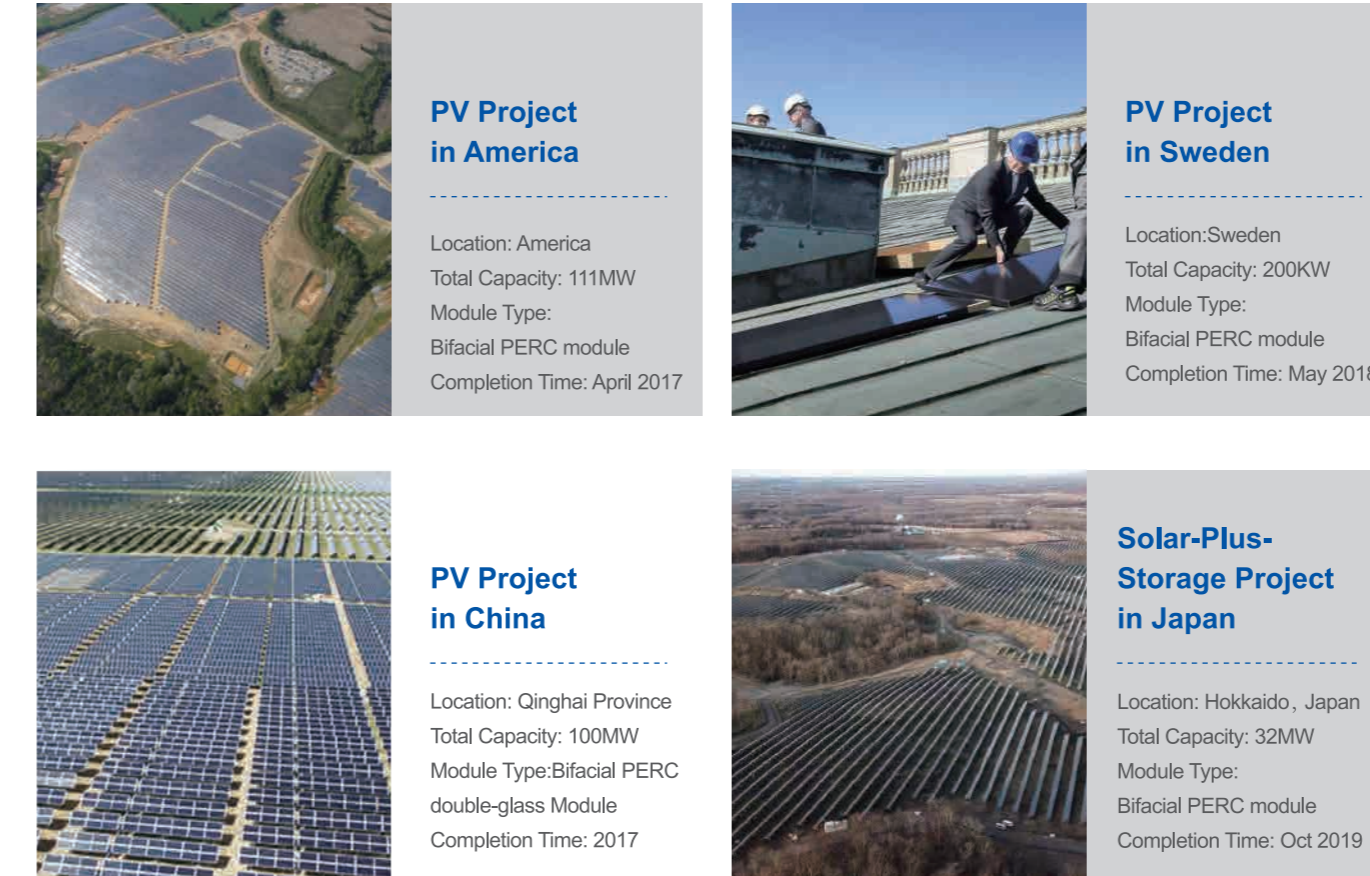 PV Project
in America
Location: America
Total Capacity: 111MW
Module Type:
Bifacial PERC module
Completion Time: April 2017
PV Project
in Sweden
Location:Sweden
Total Capacity: 200KW
Module Type:
Bifacial PERC module
Completion Time: May 2018
PV Project
in China
Location: Qinghai Province
Total Capacity: 100MW
Module Type:Bifacial PERC
double-glass Module
Completion Time: 2017
Solar-Plus-
Storage Project
in Japan
Location: Hokkaido，Japan
Total Capacity: 32MW
Module Type:
Bifacial PERC module
Completion Time: Oct 2019